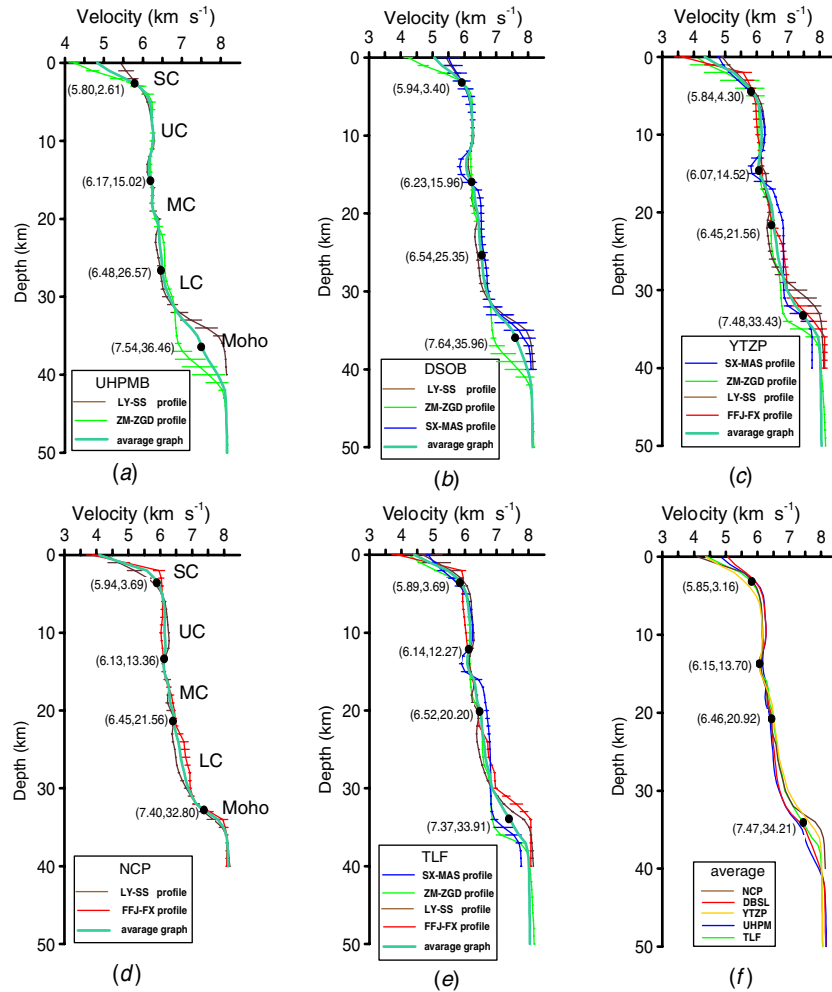 Velocity (km s⁻¹)
4 5 6 7 8
0
10
20
30
40
50
Depth (km)
SC
(5.80,2.61)
UC
(6.17,15.02)
MC
(6.48,26.57)
LC
Moho
(7.54,36.46)
UHPMB
LY-SS profile
ZM-ZGD profile
avarage graph
(a)
Velocity (km s⁻¹)
3 4 5 6 7 8
0
10
20
30
40
50
Depth (km)
(5.94,3.40)
(6.23,15.96)
(6.54,25.35)
(7.64,35.96)
DSOB
LY-SS profile
ZM-ZGD profile
SX-MAS profile
avarage graph
(b)
Velocity (km s⁻¹)
3 4 5 6 7 8
0
10
20
30
40
50
Depth (km)
(5.84,4.30)
(6.07,14.52)
(6.45,21.56)
(7.48,33.43)
YTZP
SX-MAS profile
ZM-ZGD profile
LY-SS profile
FFJ-FX profile
avarage graph
(c)
Velocity (km s⁻¹)
3 4 5 6 7 8
0
10
20
30
40
50
Depth (km)
SC
(5.94,3.69)
UC
(6.13,13.36)
MC
(6.45,21.56)
LC
Moho
(7.40,32.80)
NCP
LY-SS profile
FFJ-FX profile
avarage graph
(d)
Velocity (km s⁻¹)
3 4 5 6 7 8
0
10
20
30
40
50
Depth (km)
(5.89,3.69)
(6.14,12.27)
(6.52,20.20)
(7.37,33.91)
TLF
SX-MAS profile
ZM-ZGD profile
LY-SS profile
FFJ-FX profile
avarage graph
(e)
Velocity (km s⁻¹)
3 4 5 6 7 8
0
10
20
30
40
50
Depth (km)
(5.85,3.16)
(6.15,13.70)
(6.46,20.92)
(7.47,34.21)
average
NCP
DBSL
YTZP
UHPM
TLF
(f)